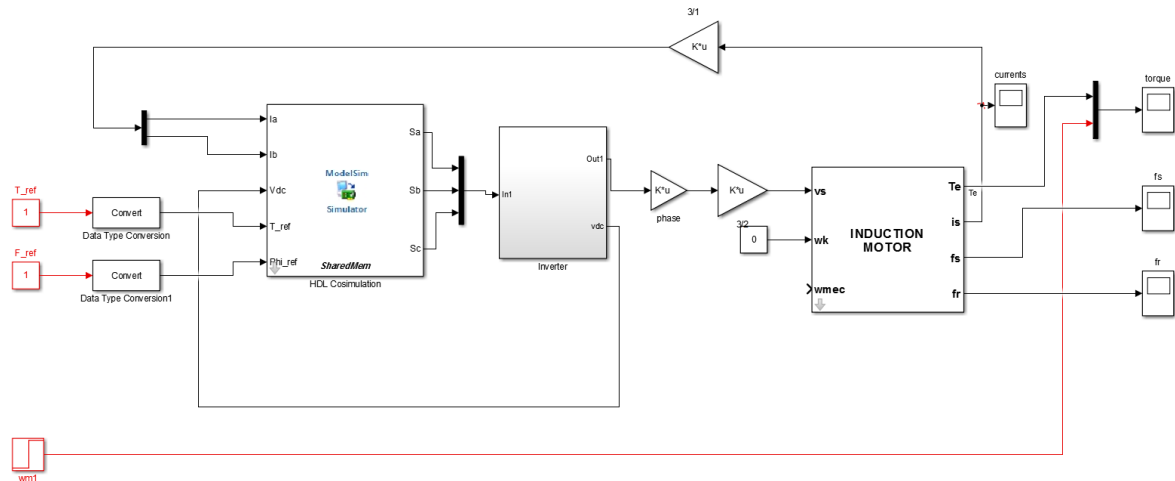 3/1
K*u
currents
torque
Ia
Ib
Vdc
T_ref
Phi_ref
ModelSim
Simulator
SharedMem
HDL Cosimulation
Sa
Sb
Sc
In1
Out1
vdc
Inverter
K*u
phase
K*u
3/2
0
vs
wk
wmec
INDUCTION
MOTOR
Te
is
fs
fr
Te
fs
fr
T_ref
1
Convert
Data Type Conversion
F_ref
1
Convert
Data Type Conversion1
wm1